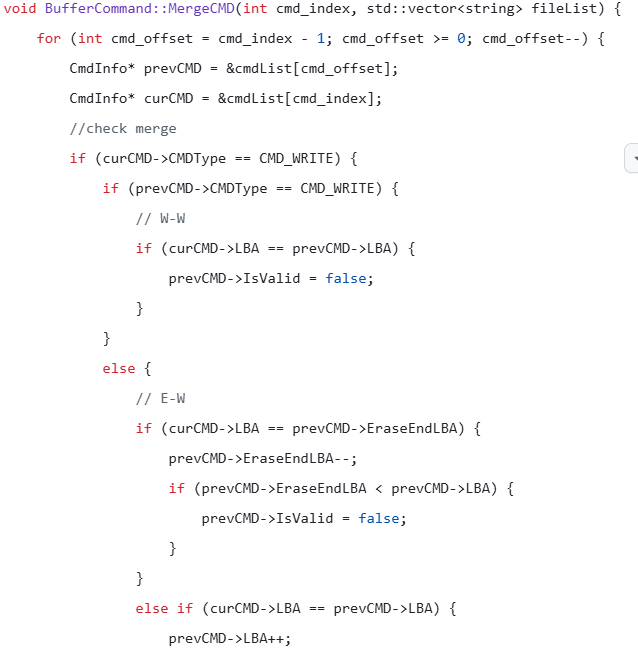 void BufferCommand::MergeCMD(int cmd_index, std::vector<string> fileList) {
    for (int cmd_offset = cmd_index - 1; cmd_offset >= 0; cmd_offset--) {
        CmdInfo* prevCMD = &cmdList[cmd_offset];
        CmdInfo* curCMD = &cmdList[cmd_index];
        //check merge
        if (curCMD->CMDType == CMD_WRITE) {
            if (prevCMD->CMDType == CMD_WRITE) {
                // W-W
                if (curCMD->LBA == prevCMD->LBA) {
                    prevCMD->IsValid = false;
                }
            }
            else {
                // E-W
                if (curCMD->LBA == prevCMD->EraseEndLBA) {
                    prevCMD->EraseEndLBA--;
                    if (prevCMD->EraseEndLBA < prevCMD->LBA) {
                        prevCMD->IsValid = false;
                    }
                }
                else if (curCMD->LBA == prevCMD->LBA) {
                    prevCMD->LBA++;